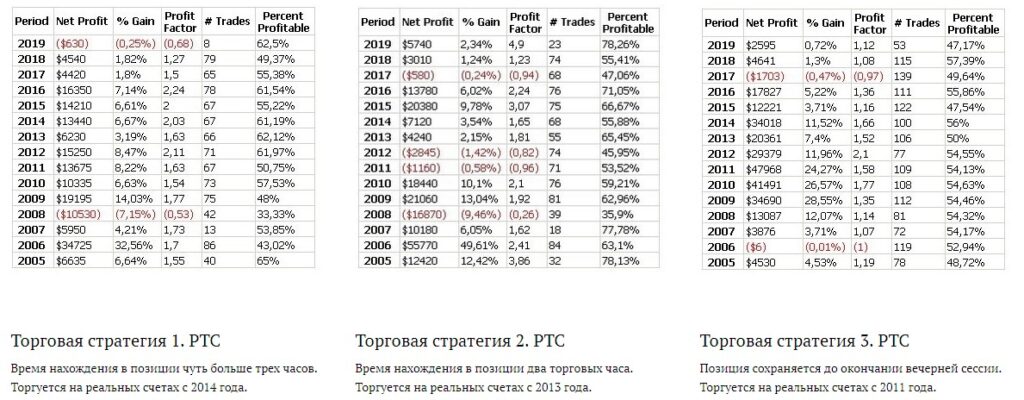 Period Net Profit % Gain Profit Factor # Trades Percent Profitable
2019 ($630) (0,25%) (0,68) 8 62,5%
2018 $4540 1,82% 1,27 79 49,37%
2017 $4420 1,8% 1,5 65 55,38%
2016 $16350 7,14% 2,24 78 61,54%
2015 $14210 6,61% 2 67 55,22%
2014 $13440 6,67% 2,03 67 61,19%
2013 $6230 3,19% 1,63 66 62,12%
2012 $15250 8,47% 2,11 71 61,97%
2011 $13675 8,22% 1,63 67 50,75%
2010 $10335 6,63% 1,54 73 57,53%
2009 $19195 14,03% 1,77 75 48%
2008 ($10530) (7,15%) (0,53) 42 33,33%
2007 $5950 4,21% 1,73 13 53,85%
2006 $34725 32,56% 1,7 86 43,02%
2005 $6635 6,64% 1,55 40 65%
Торговая стратегия 1. РТС
Время нахождения в позиции чуть больше трех часов.
Торгуется на реальных счетах с 2014 года.
Period Net Profit % Gain Profit Factor # Trades Percent Profitable
2019 $5740 2,34% 4,9 23 78,26%
2018 $3010 1,24% 1,23 74 55,41%
2017 ($580) (0,24%) (0,94) 68 47,06%
2016 $13780 6,02% 2,24 76 71,05%
2015 $20380 9,78% 3,07 75 66,67%
2014 $7120 3,54% 1,65 68 55,88%
2013 $4240 2,15% 1,81 55 65,45%
2012 ($2845) (1,42%) (0,82) 74 45,95%
2011 ($1160) (0,58%) (0,96) 71 53,52%
2010 $18440 10,1% 2,1 76 59,21%
2009 $21060 13,04% 1,92 81 62,96%
2008 ($16870) (9,46%) (0,26) 39 35,9%
2007 $10180 6,05% 1,62 18 77,78%
2006 $55770 49,61% 2,41 84 63,1%
2005 $12420 12,42% 3,86 32 78,13%
Торговая стратегия 2. РТС
Время нахождения в позиции два торговых часа.
Торгуется на реальных счетах с 2013 года.
Period Net Profit % Gain Profit Factor # Trades Percent Profitable
2019 $2595 0,72% 1,12 53 47,17%
2018 $4641 1,3% 1,08 115 57,39%
2017 ($1703) (0,47%) (0,97) 139 49,64%
2016 $17827 5,22% 1,36 111 55,86%
2015 $12221 3,71% 1,16 122 47,54%
2014 $34018 11,52% 1,66 100 56%
2013 $20361 7,4% 1,52 106 50%
2012 $29379 11,96% 2,1 77 54,55%
2011 $47968 24,27% 1,58 109 54,13%
2010 $41491 26,57% 1,77 108 54,63%
2009 $34690 28,55% 1,35 112 54,46%
2008 $13087 12,07% 1,14 81 54,32%
2007 $3876 3,71% 1,07 72 54,17%
2006 ($6) (0,01%) (1) 119 52,94%
2005 $4530 4,53% 1,19 78 48,72%
Торговая стратегия 3. РТС
Позиция сохраняется до окончании вечерней сессии.
Торгуется на реальных счетах с 2011 года.